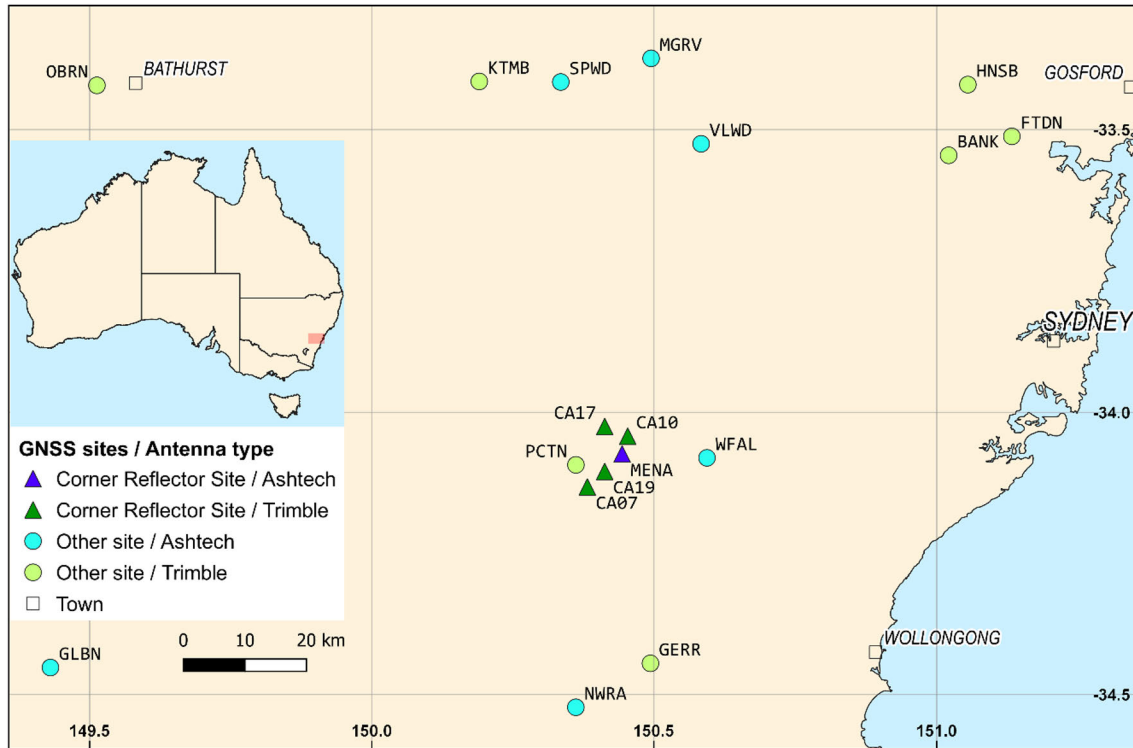 MGRV
OBRN
BATHURST
KTMB
SPWD
HNSB
GOSFORD
VLWD
FTDN
-33.5
BANK
SYDNEY
CA17
CA10
-34.0
PCTN
WFAL
MENA
CA19
CA07
GNSS sites / Antenna type
Corner Reflector Site / Ashtech
Corner Reflector Site / Trimble
Other site / Ashtech
Other site / Trimble
Town
0 10 20 km
GLBN
GERR
WOLLONGONG
NWRA
-34.5
149.5 150.0 150.5 151.0